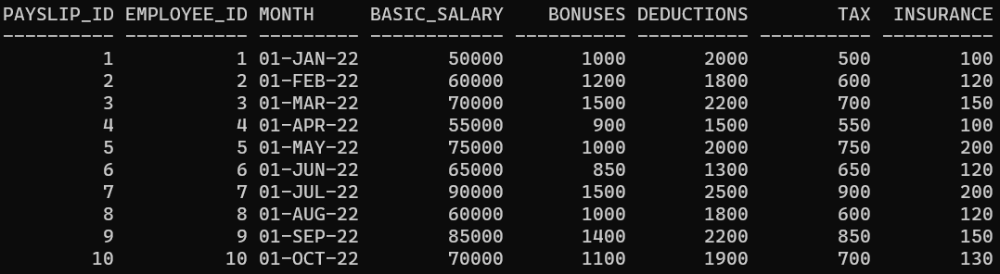 PAYSLIP_ID EMPLOYEE_ID MONTH     BASIC_SALARY    BONUSES DEDUCTIONS        TAX  INSURANCE
---------- ----------- --------- ------------ ---------- ---------- ---------- ----------
         1           1 01-JAN-22        50000       1000       2000        500        100
         2           2 01-FEB-22        60000       1200       1800        600        120
         3           3 01-MAR-22        70000       1500       2200        700        150
         4           4 01-APR-22        55000        900       1500        550        100
         5           5 01-MAY-22        75000       1000       2000        750        200
         6           6 01-JUN-22        65000        850       1300        650        120
         7           7 01-JUL-22        90000       1500       2500        900        200
         8           8 01-AUG-22        60000       1000       1800        600        120
         9           9 01-SEP-22        85000       1400       2200        850        150
        10          10 01-OCT-22        70000       1100       1900        700        130